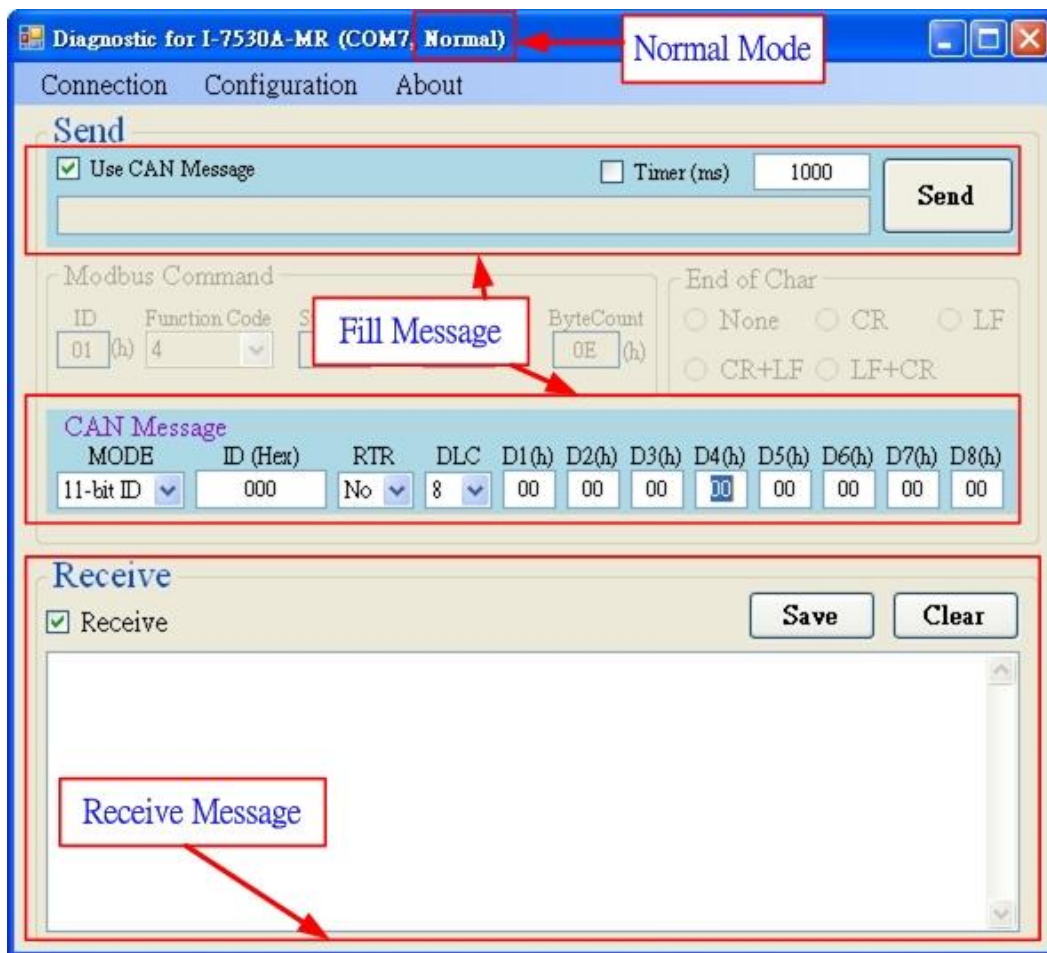 Diagnostic for I-7530A-MR (COM7, Normal)
Normal Mode
Connection Configuration About
Send
Use CAN Message
Timer (ms) 1000
Send
Modbus Command
End of Char
ID Function Code ByteCount
01 (h) 4 0E (h)
None CR LF
CR+LF LF+CR
Fill Message
CAN Message
MODE ID (Hex) RTR DLC D1(h) D2(h) D3(h) D4(h) D5(h) D6(h) D7(h) D8(h)
11-bit ID 000 No 8 00 00 00 00 00 00 00 00
Receive
Receive
Save Clear
Receive Message